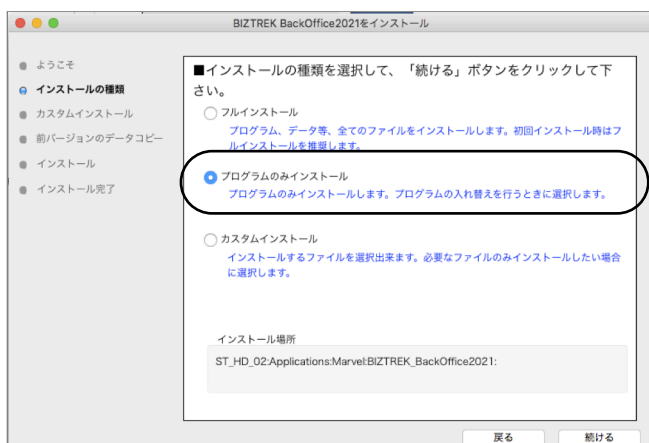 BIZTREK BackOffice2021をインストール
ようこそ
インストールの種類
カスタムインストール
前バージョンのデータコピー
インストール
インストール完了
■インストールの種類を選択して、「続ける」ボタンをクリックして下
さい。
フルインストール
プログラム、データ等、全てのファイルをインストールします。初回インストール時はフ
ルインストールを推奨します。
プログラムのみインストール
プログラムのみインストールします。プログラムの入れ替えを行うときに選択します。
カスタムインストール
インストールするファイルを選択出来ます。必要なファイルのみインストールしたい場合
に選択します。
インストール場所
ST_HD_02:Applications:Marvel:BIZTREK_BackOffice2021:
戻る
続ける